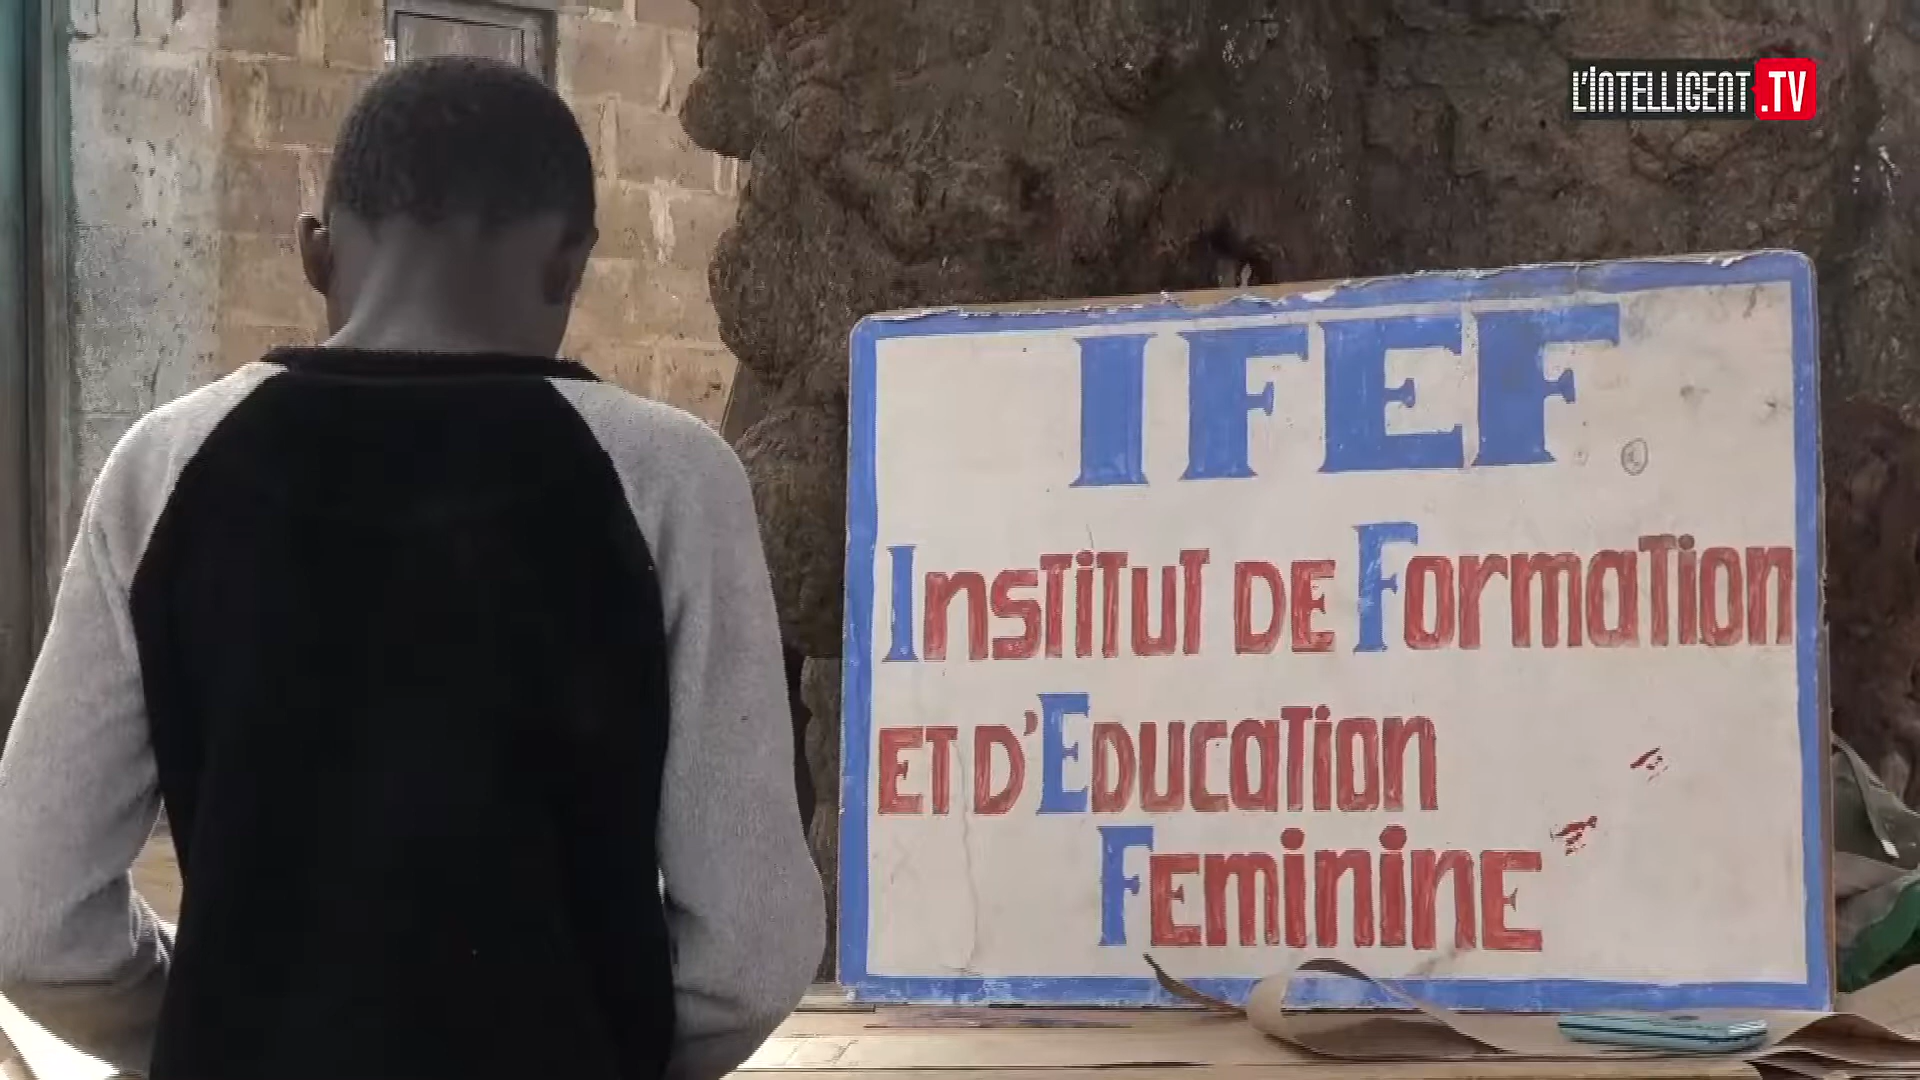 L'INTELLIGENT.TV
IFEF
INSTITUT DE FORMATION
ET D'EDUCATION
FEMININE